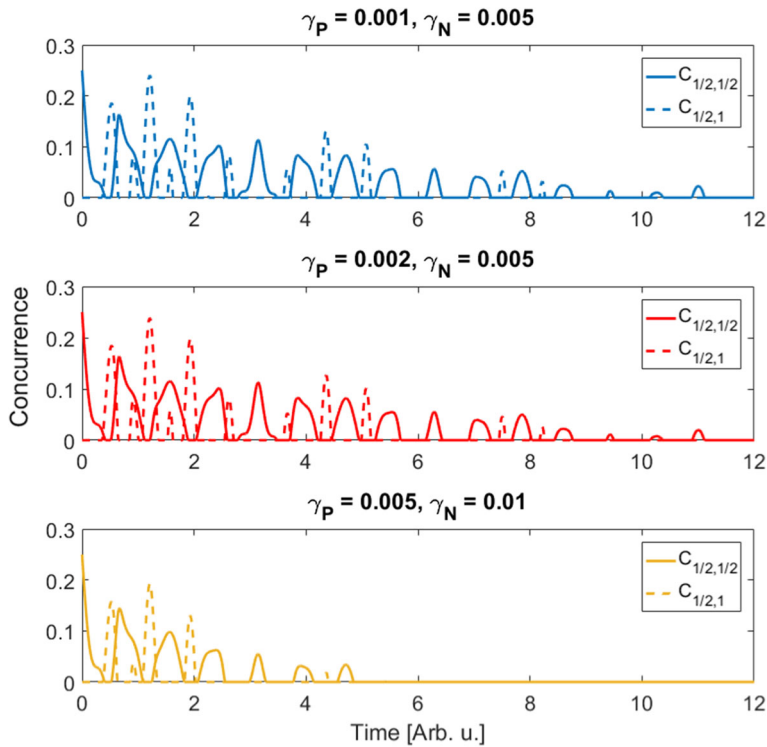 γP = 0.001, γN = 0.005
0.3
0.2
0.1
0
C1/2,1/2
C1/2,1
0 2 4 6 8 10 12
γP = 0.002, γN = 0.005
0.3
0.2
0.1
0
C1/2,1/2
C1/2,1
0 2 4 6 8 10 12
Concurrence
γP = 0.005, γN = 0.01
0.3
0.2
0.1
0
C1/2,1/2
C1/2,1
0 2 4 6 8 10 12
Time [Arb. u.]